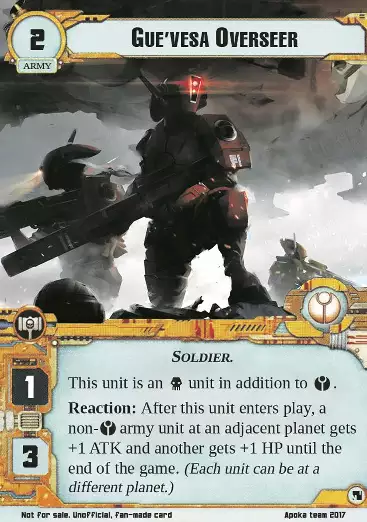 2
GUE'VESA OVERSEER
ARMY
SOLDIER.
1
This unit is an unit in addition to .
Reaction: After this unit enters play, a
non- army unit at an adjacent planet gets
+1 ATK and another gets +1 HP until the
3
end of the game. (Each unit can be at a
different planet.)
Not for sale. Unofficial, fan-made card
Apoka team 2017